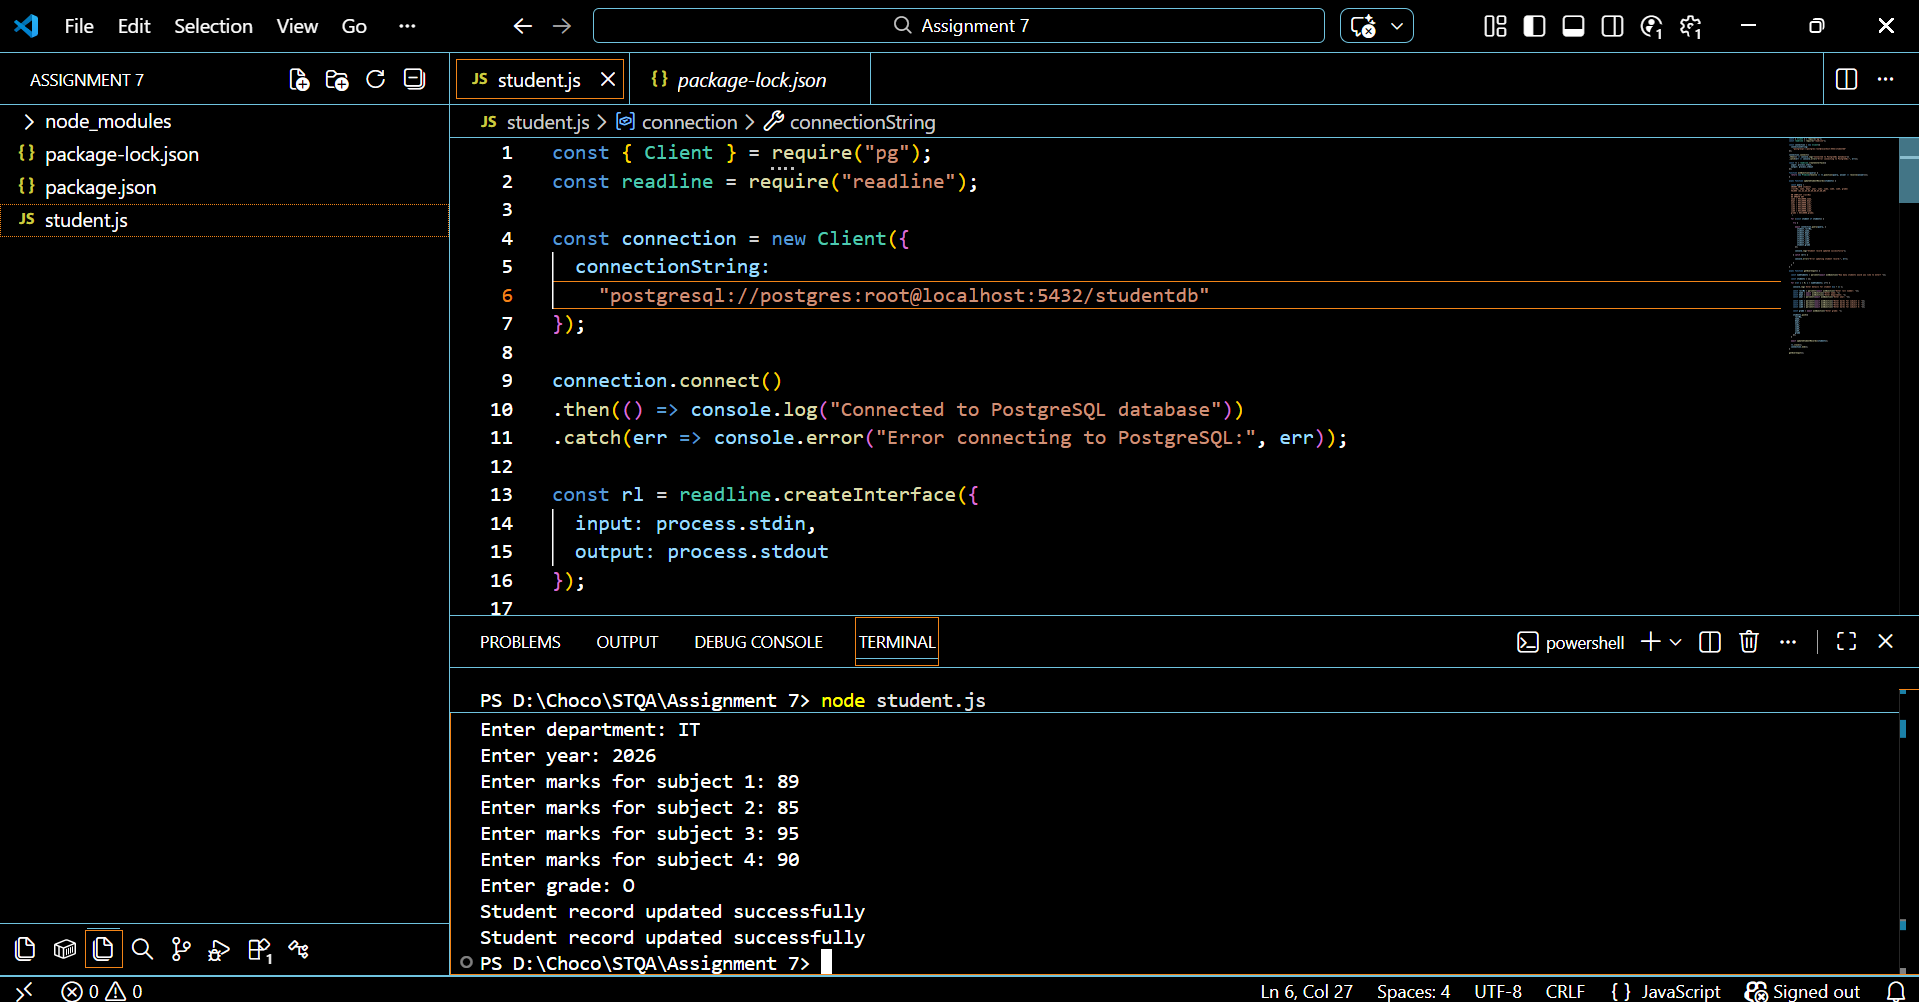 File Edit Selection View Go ··· Assignment 7
ASSIGNMENT 7
JS student.js
{} package-lock.json
node_modules
{} package-lock.json
{} package.json
JS student.js
JS student.js > connection > connectionString
1 const { Client } = require("pg");
2 const readline = require("readline");
3
4 const connection = new Client({
5 connectionString:
6 "postgresql://postgres:root@localhost:5432/studentdb"
7 });
8
9 connection.connect()
10 .then(() => console.log("Connected to PostgreSQL database"))
11 .catch(err => console.error("Error connecting to PostgreSQL:", err));
12
13 const rl = readline.createInterface({
14 input: process.stdin,
15 output: process.stdout
16 });
17
PROBLEMS OUTPUT DEBUG CONSOLE TERMINAL powershell
PS D:\Choco\STQA\Assignment 7> node student.js
Enter department: IT
Enter year: 2026
Enter marks for subject 1: 89
Enter marks for subject 2: 85
Enter marks for subject 3: 95
Enter marks for subject 4: 90
Enter grade: O
Student record updated successfully
Student record updated successfully
PS D:\Choco\STQA\Assignment 7>
0 0 Ln 6, Col 27 Spaces: 4 UTF-8 CRLF {} JavaScript Signed out